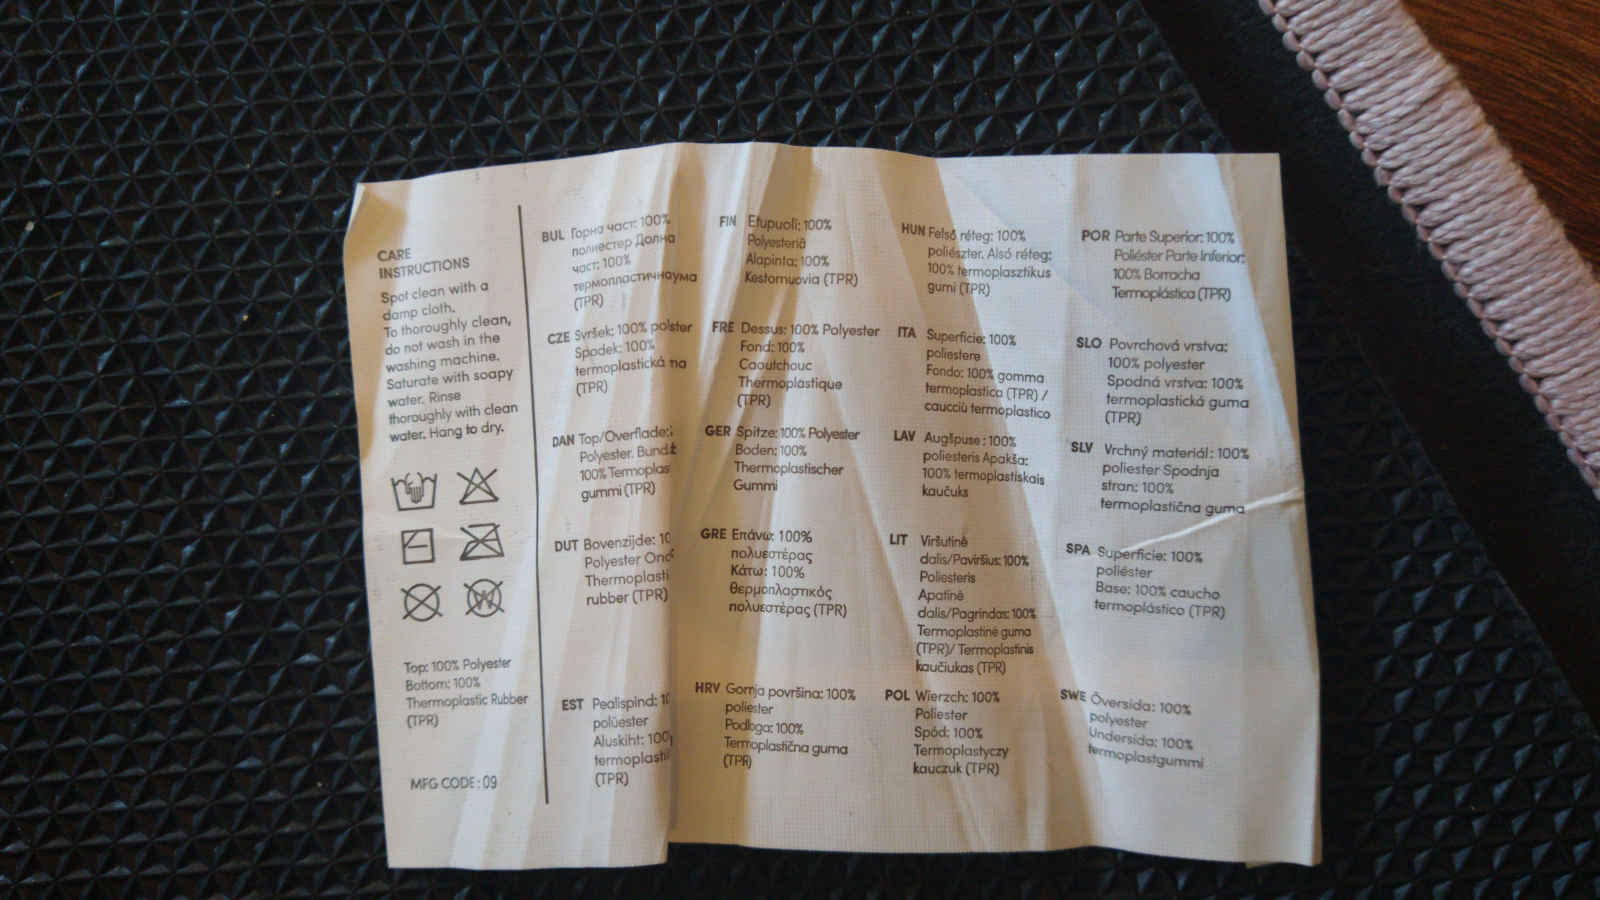 CARE
INSTRUCTIONS
Spot clean with a
damp cloth.
To thoroughly clean,
do not wash in the
washing machine.
Saturate with soapy
water. Rinse
thoroughly with clean
water. Hang to dry.
W
Top: 100% Polyester
Bottom: 100%
Thermoplastic Rubber
(TPR)
MFG CODE: 09
BUL Горна част: 100%
полиестер Долна
част: 100%
(TPR)
CZE Svršek: 100%
Spodek: 100%
termoplastická
(TPR)
DAN Top/Overflade:
Polyester. Bund:
100%
gummi (TPR)
DUT Bovenzijde:
Polyester
rubber (TPR)
EST Pealispind:
polüester
Aluskiht:
(TPR)
FIN Etupuoli: 100%
Polyesteriä
Alapinta: 100%
Kestomuovia (TPR)
FRE Dessus: 100% Polyester
Fond: 100%
Caoutchouc
Thermoplastique
(TPR)
GER Spitze: 100% Polyester
Boden: 100%
Thermoplastischer
Gummi
GRE Επάνω: 100%
πολυεστέρας
Κάτω: 100%
θερμοπλαστικός
πολυεστέρας (TPR)
HRV Gornja površina: 100%
poliester
Podloga: 100%
Termoplastična guma
(TPR)
HUN Felső réteg: 100%
poliészter. Alsó réteg:
100% termoplasztikus
gumi (TPR)
ITA Superficie: 100%
poliestere
Fondo: 100% gomma
termoplastica (TPR) /
caucciù termoplastico
LAV Augšpuse : 100%
poliesteris Apakša:
100% termoplastiskais
kaučuks
LIT Viršutinė
dalis/Paviršius: 100%
Poliesteris
Apatinė
dalis/Pagrindas: 100%
Termoplastinė guma
(TPR)/ Termoplastinis
kaučiukas (TPR)
POL Wierzch: 100%
Poliester
Spód: 100%
Termoplastyczy
kauczuk (TPR)
POR Parte Superior: 100%
Poliéster Parte Inferior:
100% Borracha
Termoplástica (TPR)
SLO Povrchová vrstva:
100% polyester
Spodná vrstva: 100%
termoplastická guma
(TPR)
SLV Vrchný materiál: 100%
poliester Spodnja
stran: 100%
termoplastična guma
SPA Superficie: 100%
poliéster
Base: 100% caucho
termoplástico (TPR)
SWE Översida: 100%
polyester
Undersida: 100%
termoplastgummi